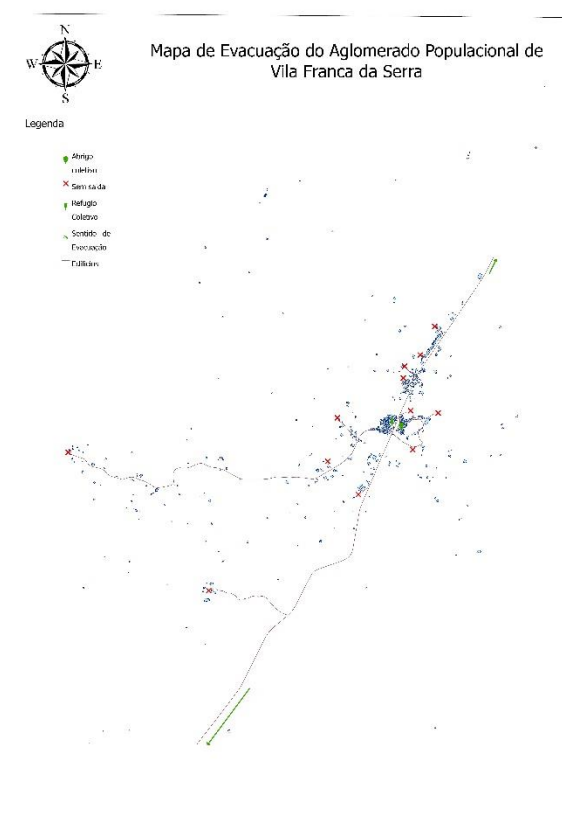 N
Mapa de Evacuação do Aglomerado Populacional de
Vila Franca da Serra
W
E
S
Legenda
Abrigo
coletivo
Sem saída
Refúgio
Coletivo
Sentido de
Evacuação
Edifícios